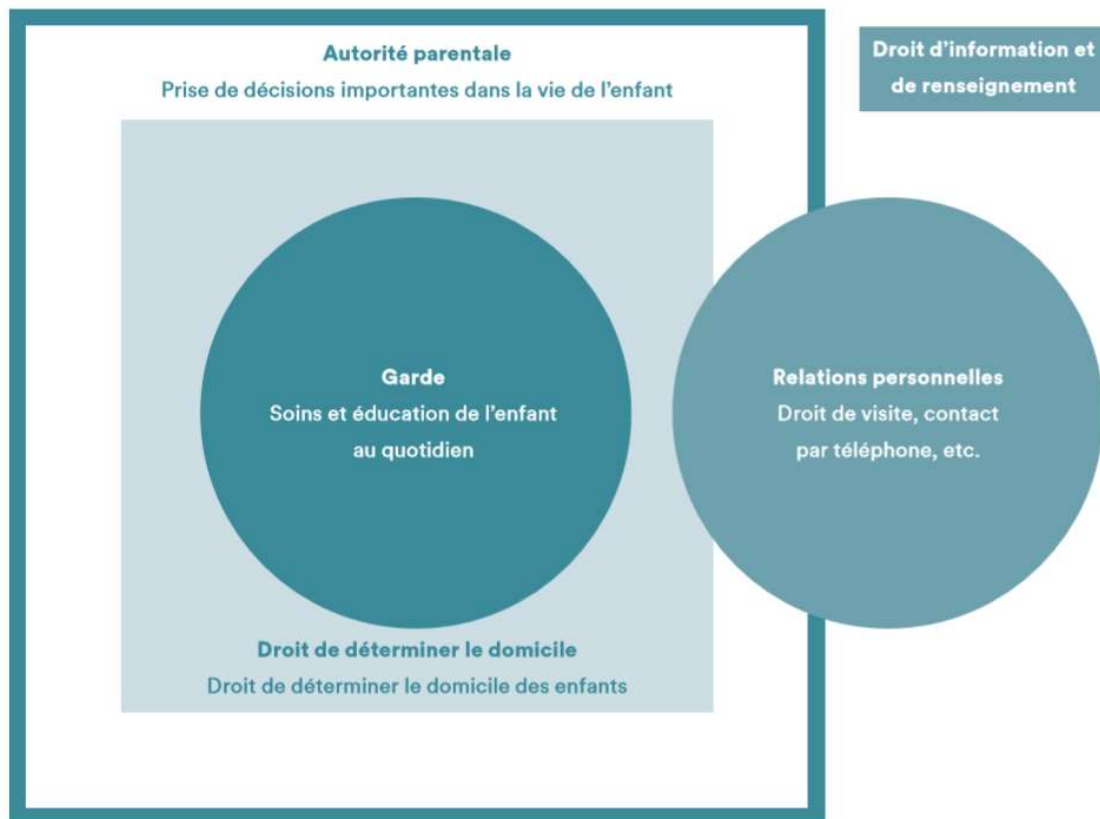 Autorité parentale
Prise de décisions importantes dans la vie de l’enfant
Droit d’information et
de renseignement
Garde
Soins et éducation de l’enfant
au quotidien
Relations personnelles
Droit de visite, contact
par téléphone, etc.
Droit de déterminer le domicile
Droit de déterminer le domicile des enfants